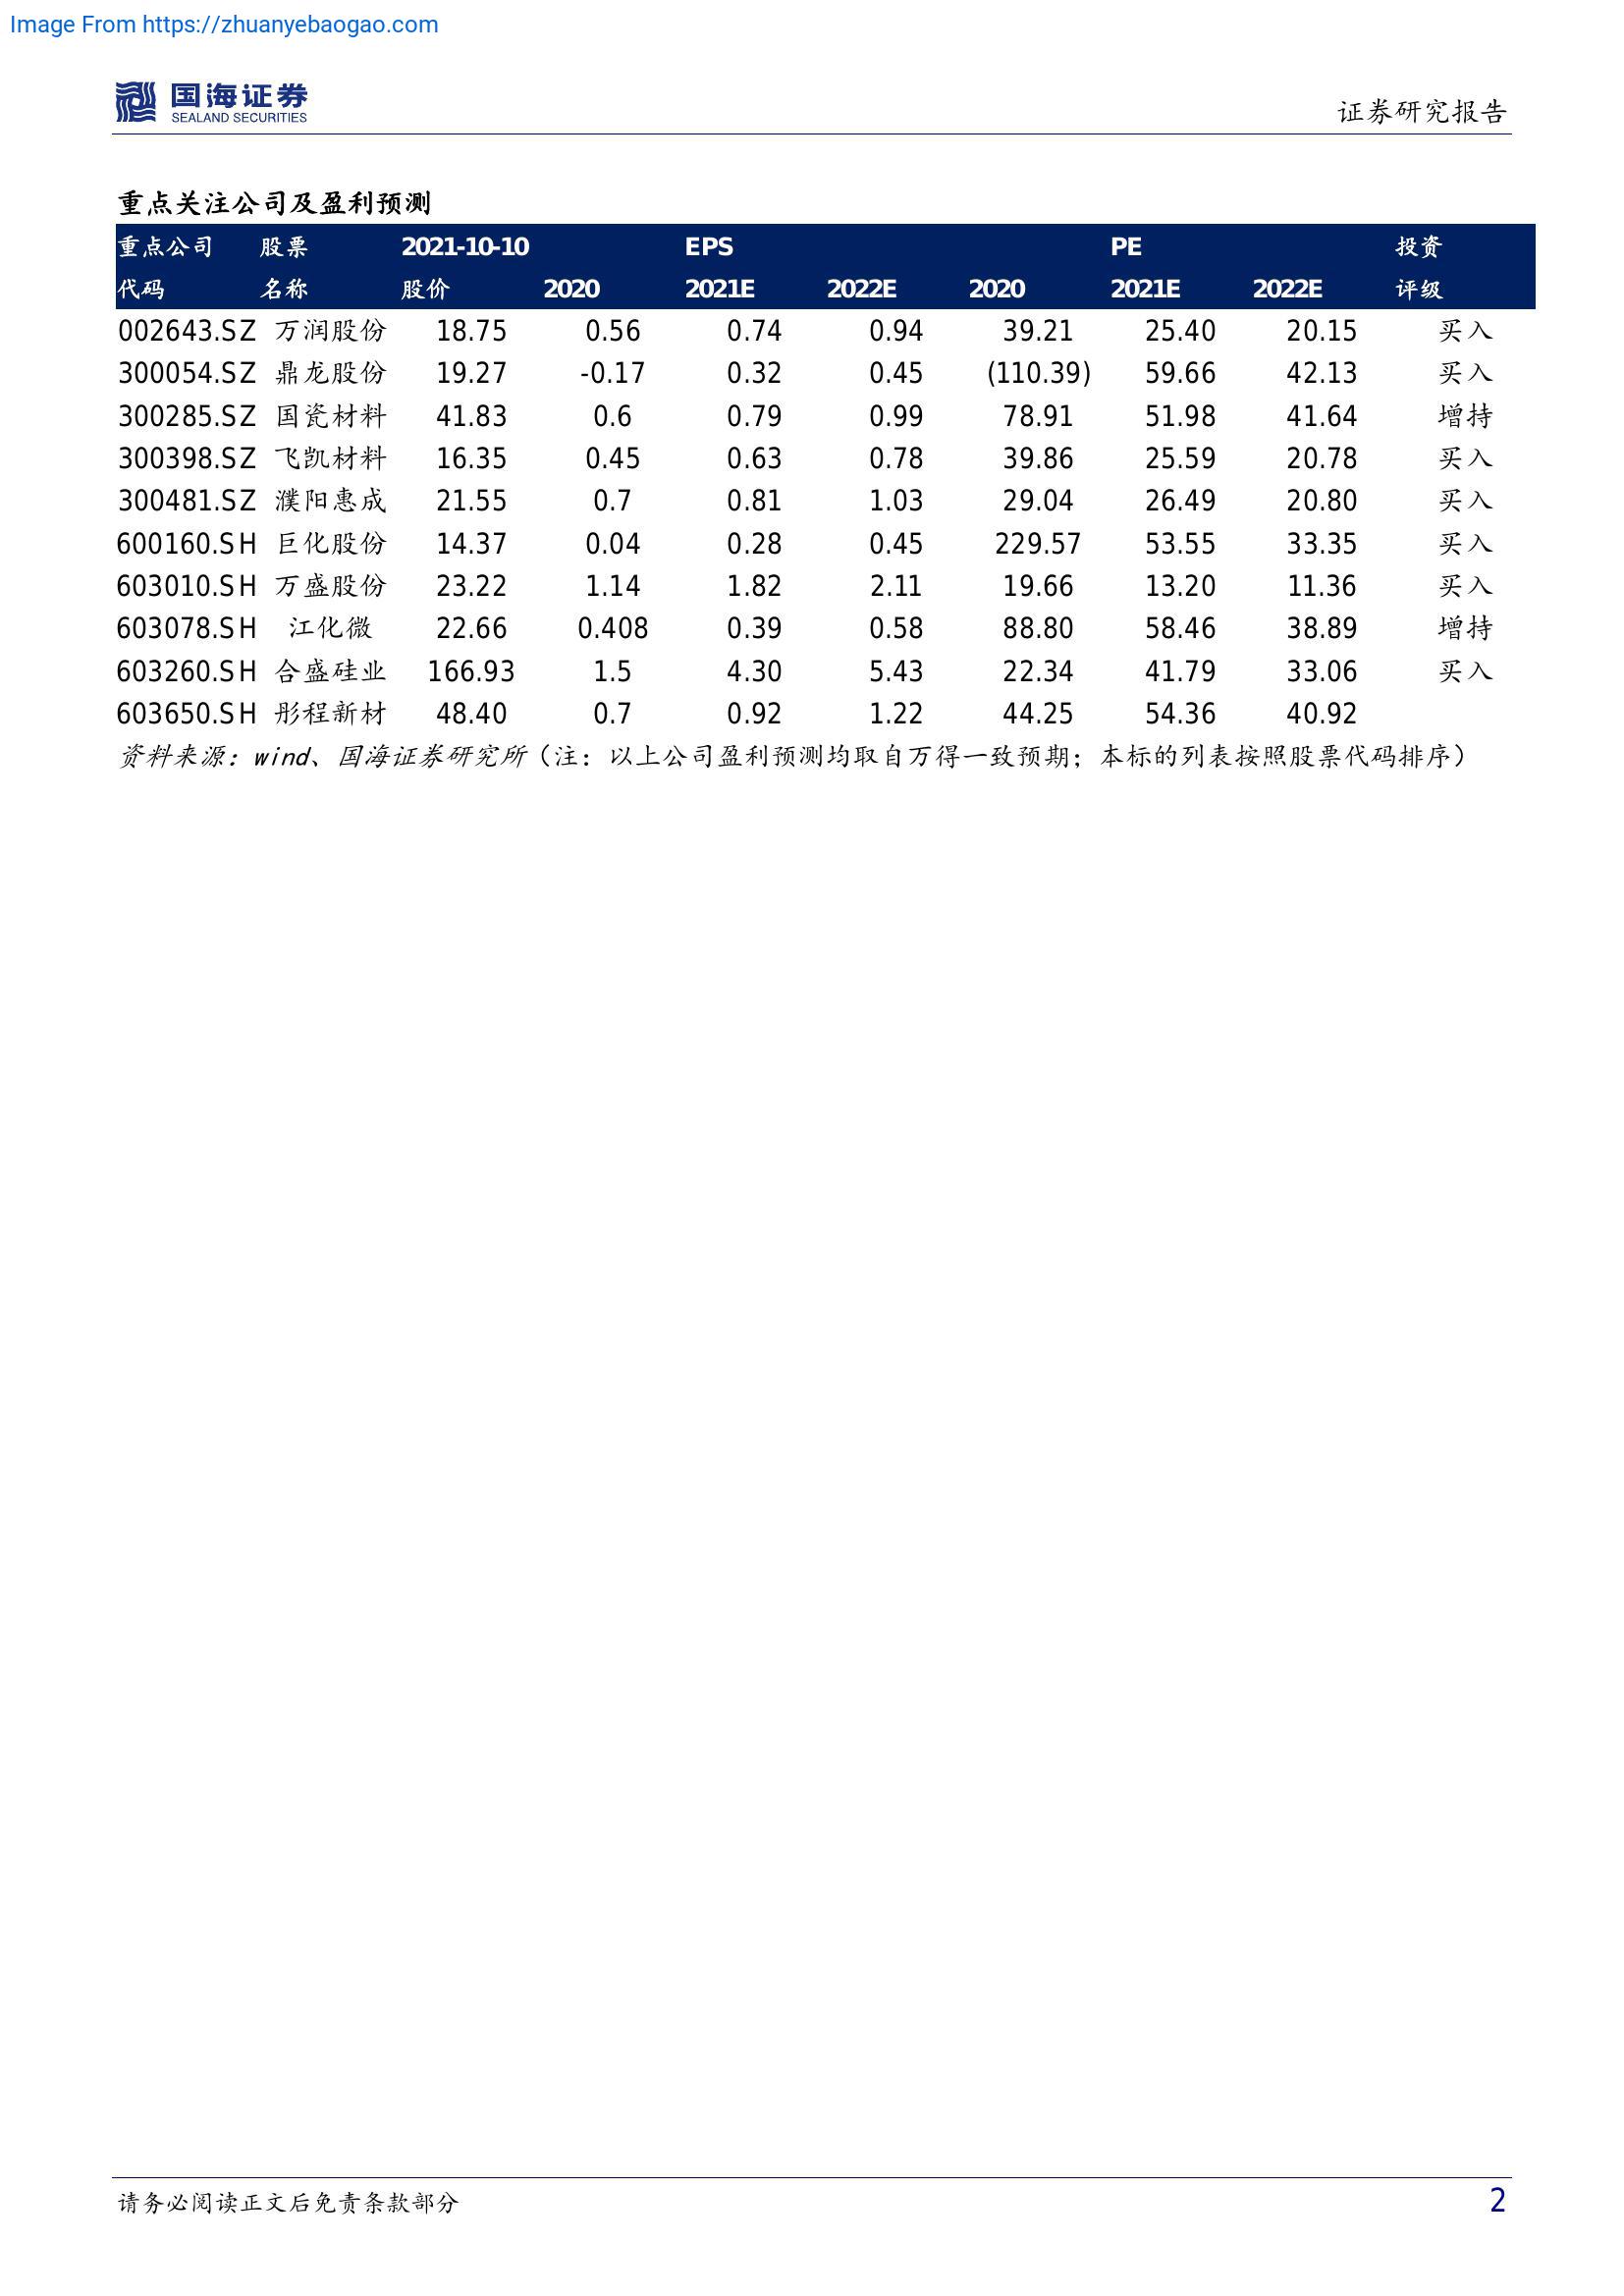 Image From https://zhuanyebaogao.com
国海证券
SEALAND SECURITIES
证券研究报告
重点关注公司及盈利预测
重点公司 股票 2021-10-10 EPS PE 投资
代码 名称 股价 2020 2021E 2022E 2020 2021E 2022E 评级
002643.SZ 万润股份 18.75 0.56 0.74 0.94 39.21 25.40 20.15 买入
300054.SZ 鼎龙股份 19.27 -0.17 0.32 0.45 (110.39) 59.66 42.13 买入
300285.SZ 国瓷材料 41.83 0.6 0.79 0.99 78.91 51.98 41.64 增持
300398.SZ 飞凯材料 16.35 0.45 0.63 0.78 39.86 25.59 20.78 买入
300481.SZ 濮阳惠成 21.55 0.7 0.81 1.03 29.04 26.49 20.80 买入
600160.SH 巨化股份 14.37 0.04 0.28 0.45 229.57 53.55 33.35 买入
603010.SH 万盛股份 23.22 1.14 1.82 2.11 19.66 13.20 11.36 买入
603078.SH 江化微 22.66 0.408 0.39 0.58 88.80 58.46 38.89 增持
603260.SH 合盛硅业 166.93 1.5 4.30 5.43 22.34 41.79 33.06 买入
603650.SH 彤程新材 48.40 0.7 0.92 1.22 44.25 54.36 40.92
资料来源：wind、国海证券研究所（注：以上公司盈利预测均取自万得一致预期；本标的列表按照股票代码排序）
请务必阅读正文后免责条款部分 2